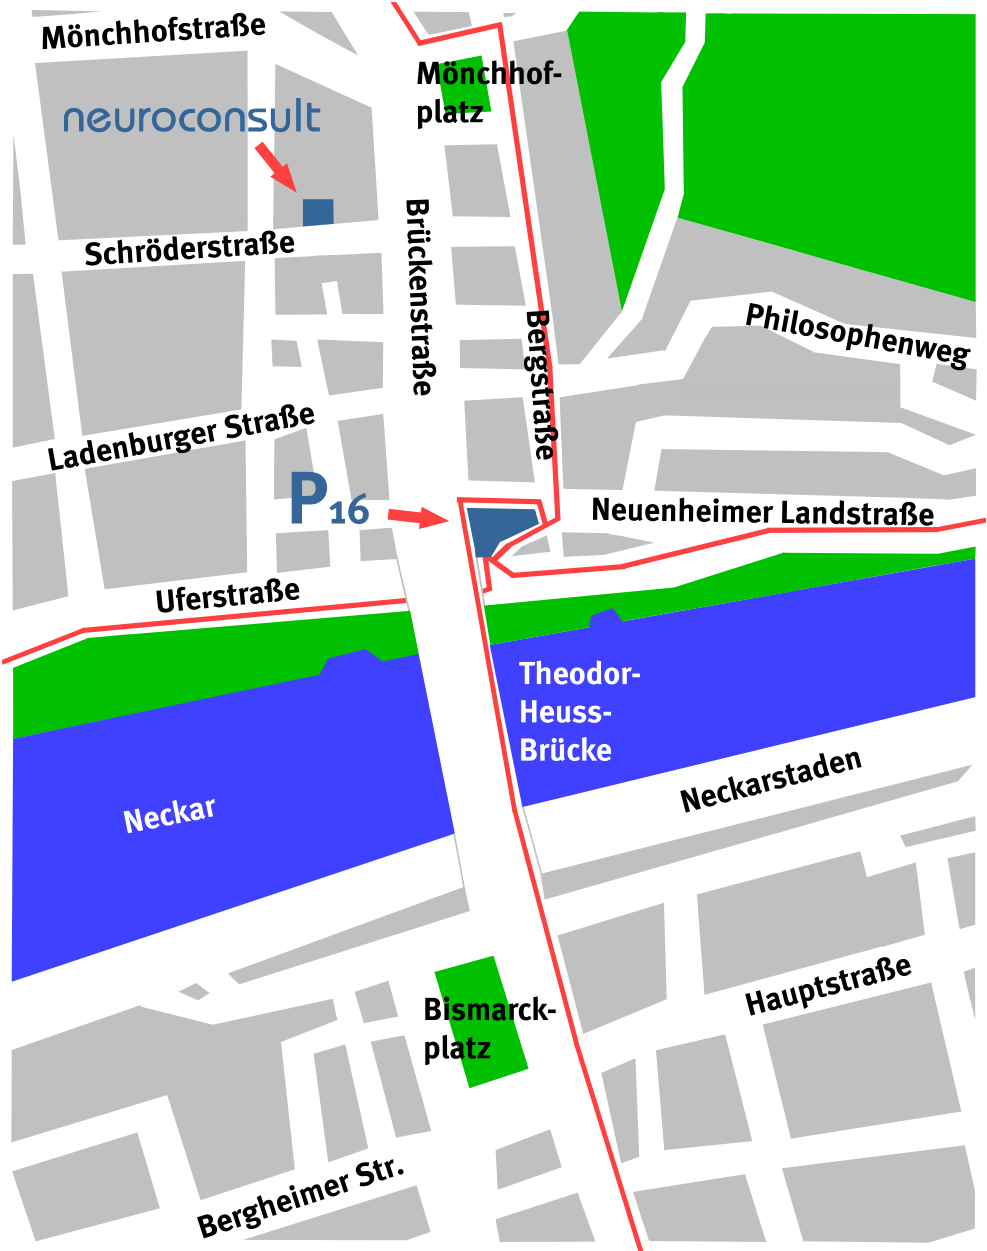 Mönchhofstraße
Mönchhof-
platz
neuroconsult
Brückenstraße
Schröderstraße
Bergstraße
Philosophenweg
Ladenburger Straße
P16
Neuenheimer Landstraße
Uferstraße
Theodor-
Heuss-
Brücke
Neckarstaden
Neckar
Hauptstraße
Bismarck-
platz
Bergheimer Str.